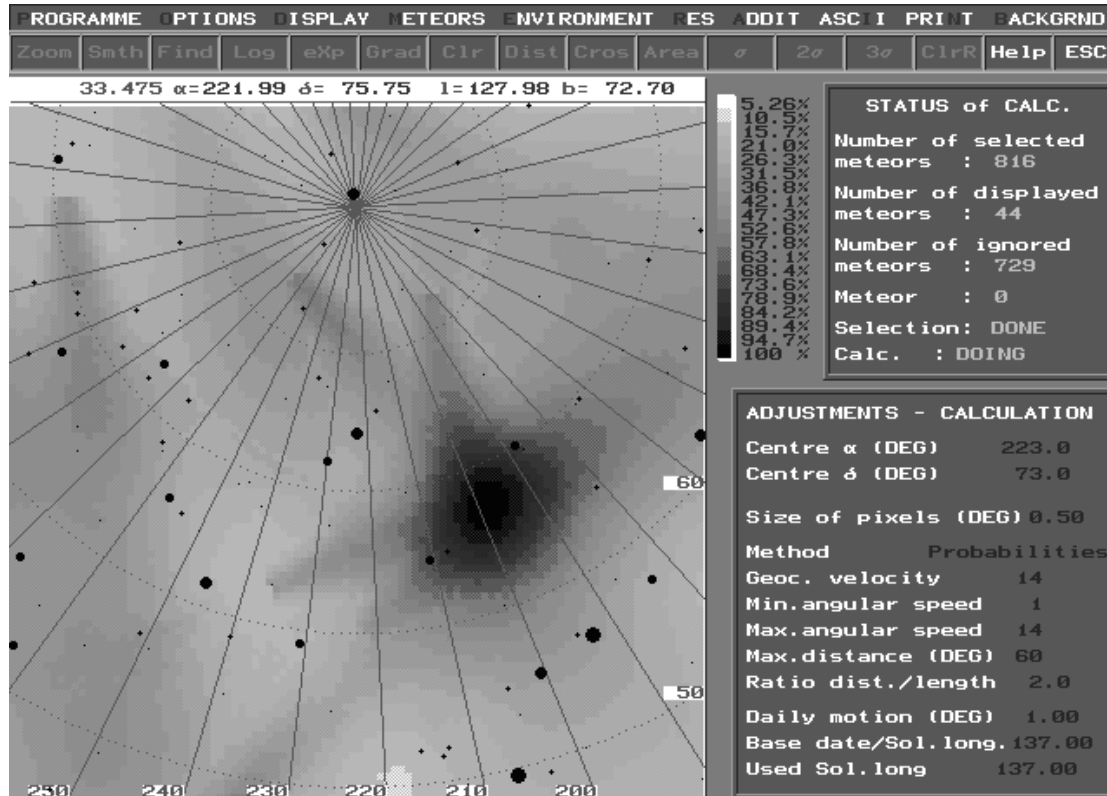 PROGRAMME OPTIONS DISPLAY METEORS ENVIRONMENT RES ADDIT ASCII PRINT BACKGRND
Zoom Smth Find Log eXp Grad Clr Dist Cros Area σ 2σ 3σ ClrR Help ESC
33.475 α=221.99 δ= 75.75 l=127.98 b= 72.70
5.26%
10.5%
15.7%
21.0%
26.3%
31.5%
36.8%
42.1%
47.3%
52.6%
57.8%
63.1%
68.4%
73.6%
78.9%
84.2%
89.4%
94.7%
100 %
STATUS of CALC.
Number of selected
meteors : 816
Number of displayed
meteors : 44
Number of ignored
meteors : 729
Meteor : 0
Selection: DONE
Calc. : DOING
ADJUSTMENTS - CALCULATION
Centre α (DEG) 223.0
Centre δ (DEG) 73.0
Size of pixels (DEG) 0.50
Method Probabilities
Geoc. velocity 14
Min.angular speed 1
Max.angular speed 14
Max.distance (DEG) 60
Ratio dist./length 2.0
Daily motion (DEG) 1.00
Base date/Sol.long. 137.00
Used Sol.long 137.00
60
50
250 240 230 220 210 200